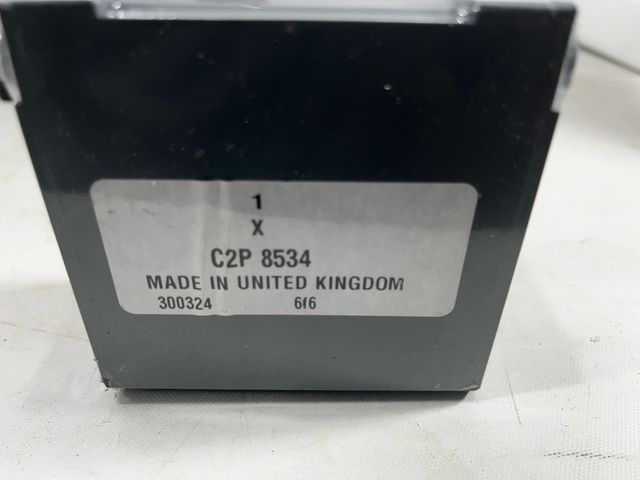 1
X
C2P 8534
MADE IN UNITED KINGDOM
300324 6f6